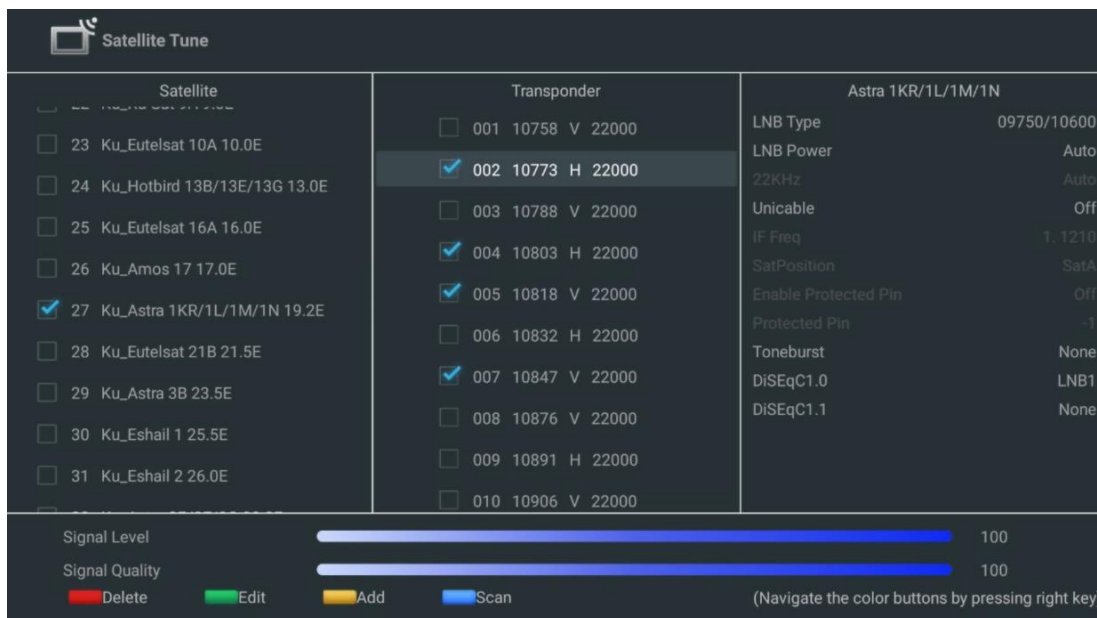 Satellite Tune
Satellite
23 Ku_Eutelsat 10A 10.0E
24 Ku_Hotbird 13B/13E/13G 13.0E
25 Ku_Eutelsat 16A 16.0E
26 Ku_Amos 17 17.0E
27 Ku_Astra 1KR/1L/1M/1N 19.2E
28 Ku_Eutelsat 21B 21.5E
29 Ku_Astra 3B 23.5E
30 Ku_Eshail 1 25.5E
31 Ku_Eshail 2 26.0E
Transponder
001 10758 V 22000
002 10773 H 22000
003 10788 V 22000
004 10803 H 22000
005 10818 V 22000
006 10832 H 22000
007 10847 V 22000
008 10876 V 22000
009 10891 H 22000
010 10906 V 22000
Astra 1KR/1L/1M/1N
LNB Type 09750/10600
LNB Power Auto
22KHz Auto
Unicable Off
IF Freq 1. 1210
SatPosition SatA
Enable Protected Pin Off
Protected Pin -1
Toneburst None
DiSEqC1.0 LNB1
DiSEqC1.1 None
Signal Level 100
Signal Quality 100
Delete Edit Add Scan (Navigate the color buttons by pressing right key